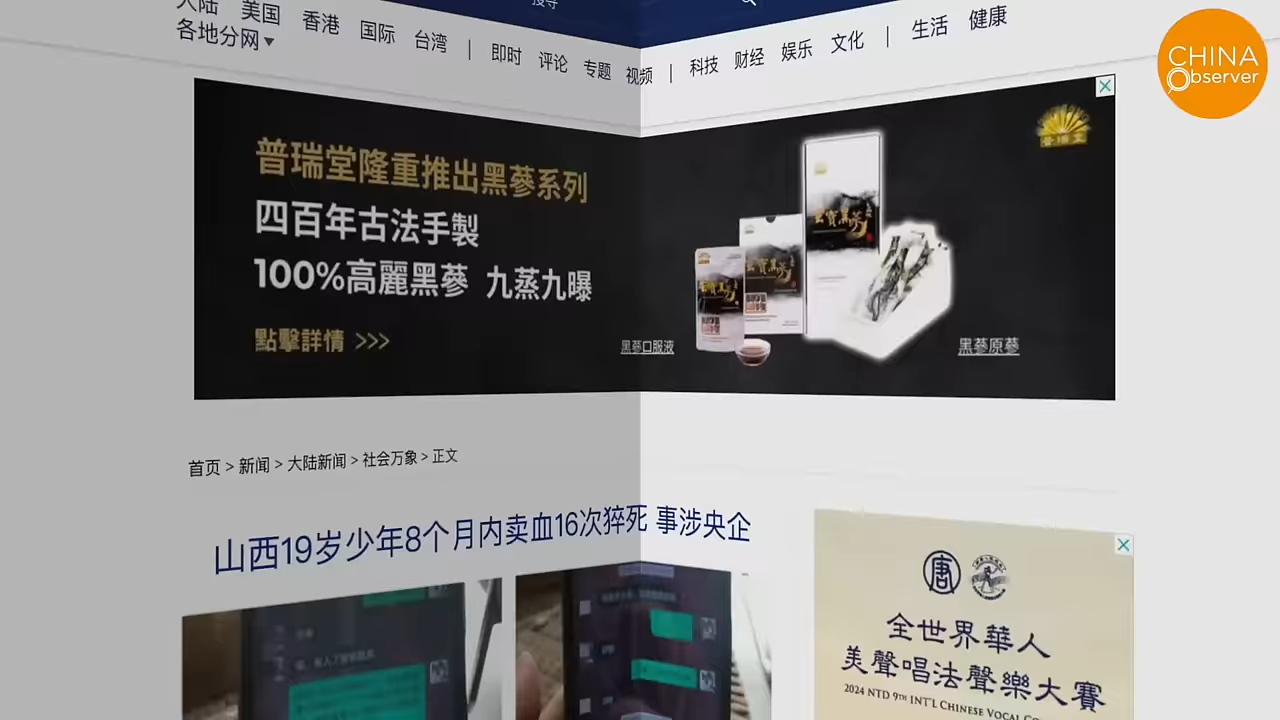 搜寻
大陆 美国 香港 国际 台湾 | 即时 评论 专题 视频 | 科技 财经 娱乐 文化 | 生活 健康
各地分网
CHINA
Observer
普瑞堂隆重推出黑蔘系列
四百年古法手製
100%高麗黑蔘 九蒸九曝
點擊詳情 >>>
黑蔘口服液
黑蔘原蔘
首页 > 新闻 > 大陆新闻 > 社会万象 > 正文
山西19岁少年8个月内卖血16次猝死 事涉央企
唐
全世界華人
美聲唱法聲樂大賽
2024 NTD 9TH INT'L CHINESE VOCAL